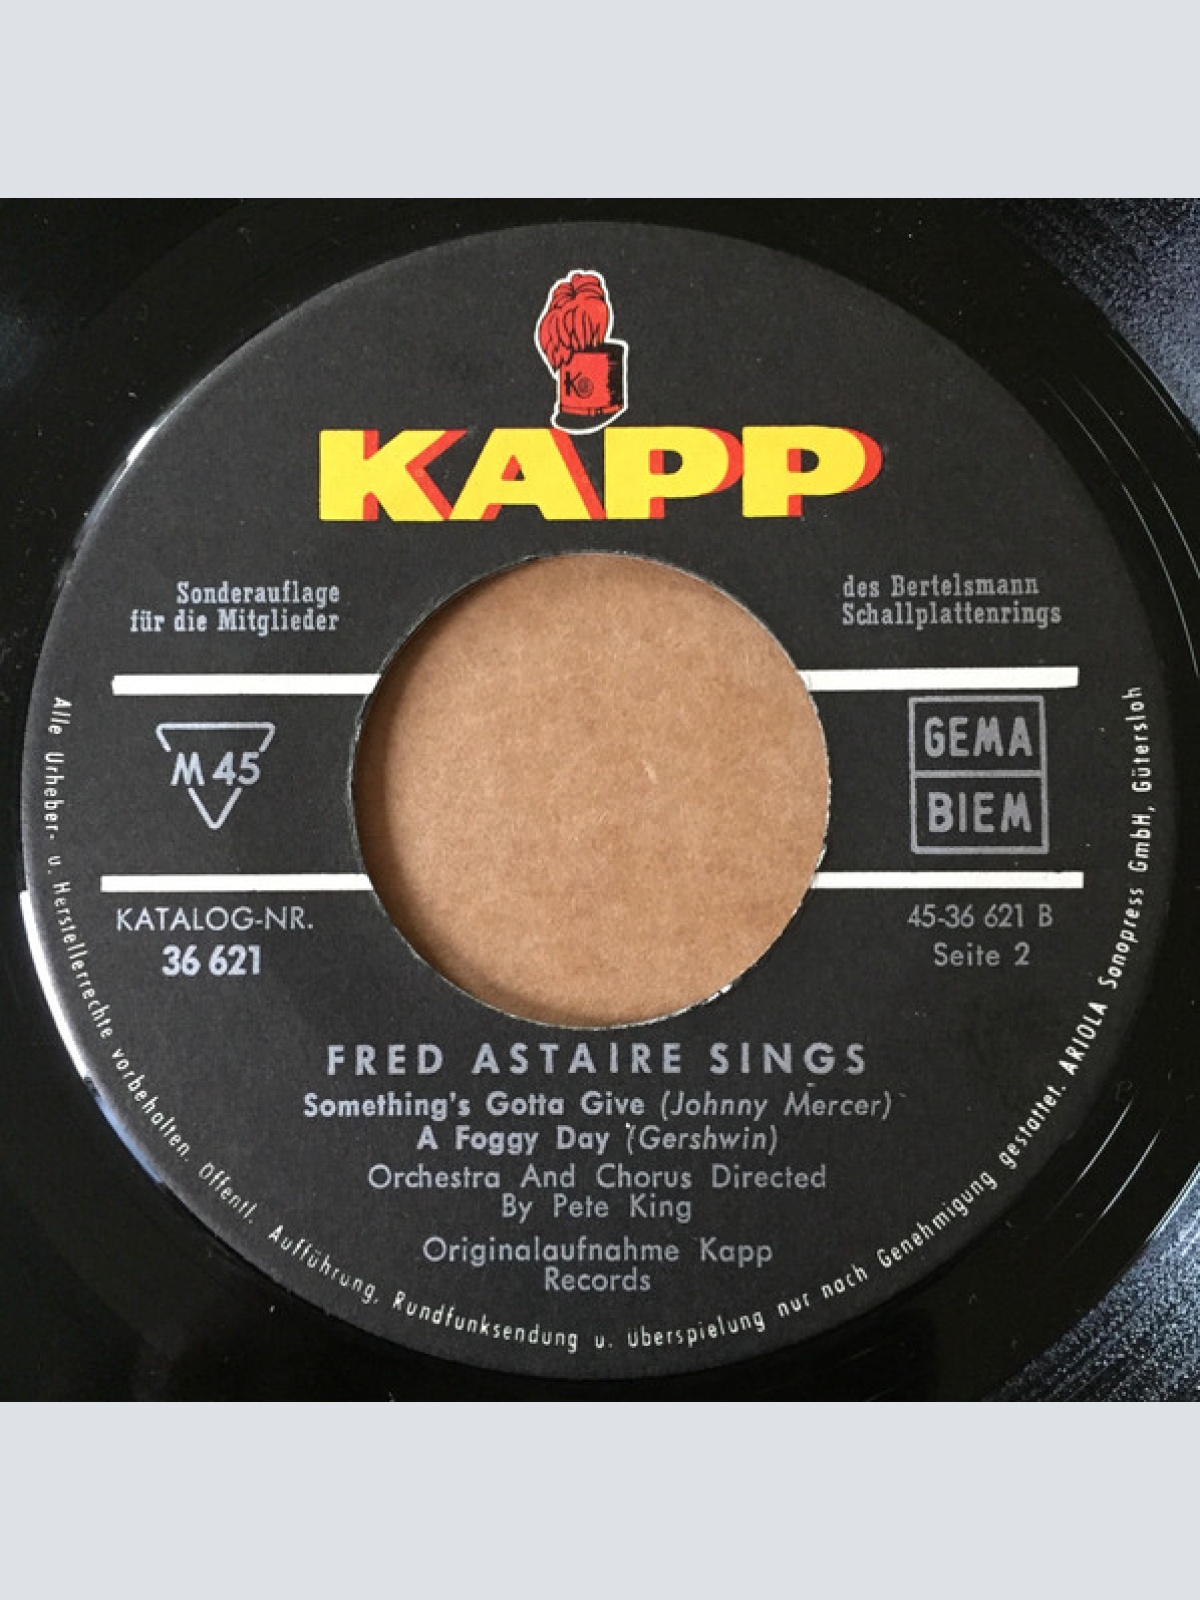 K
KAPP
Sonderauflage
für die Mitglieder
des Bertelsmann
Schallplattenrings
M 45
GEMA
BIEM
KATALOG-NR.
36 621
45-36 621 B
Seite 2
FRED ASTAIRE SINGS
Something's Gotta Give (Johnny Mercer)
A Foggy Day (Gershwin)
Orchestra And Chorus Directed
By Pete King
Originalaufnahme Kapp
Records
Alle Urheber- u. Herstellerrechte vorbehalten. Öffentl. Aufführung, Rundfunksendung u. Überspielung nur nach Genehmigung gestattet. ARIOLA Sonopress GmbH, Gütersloh